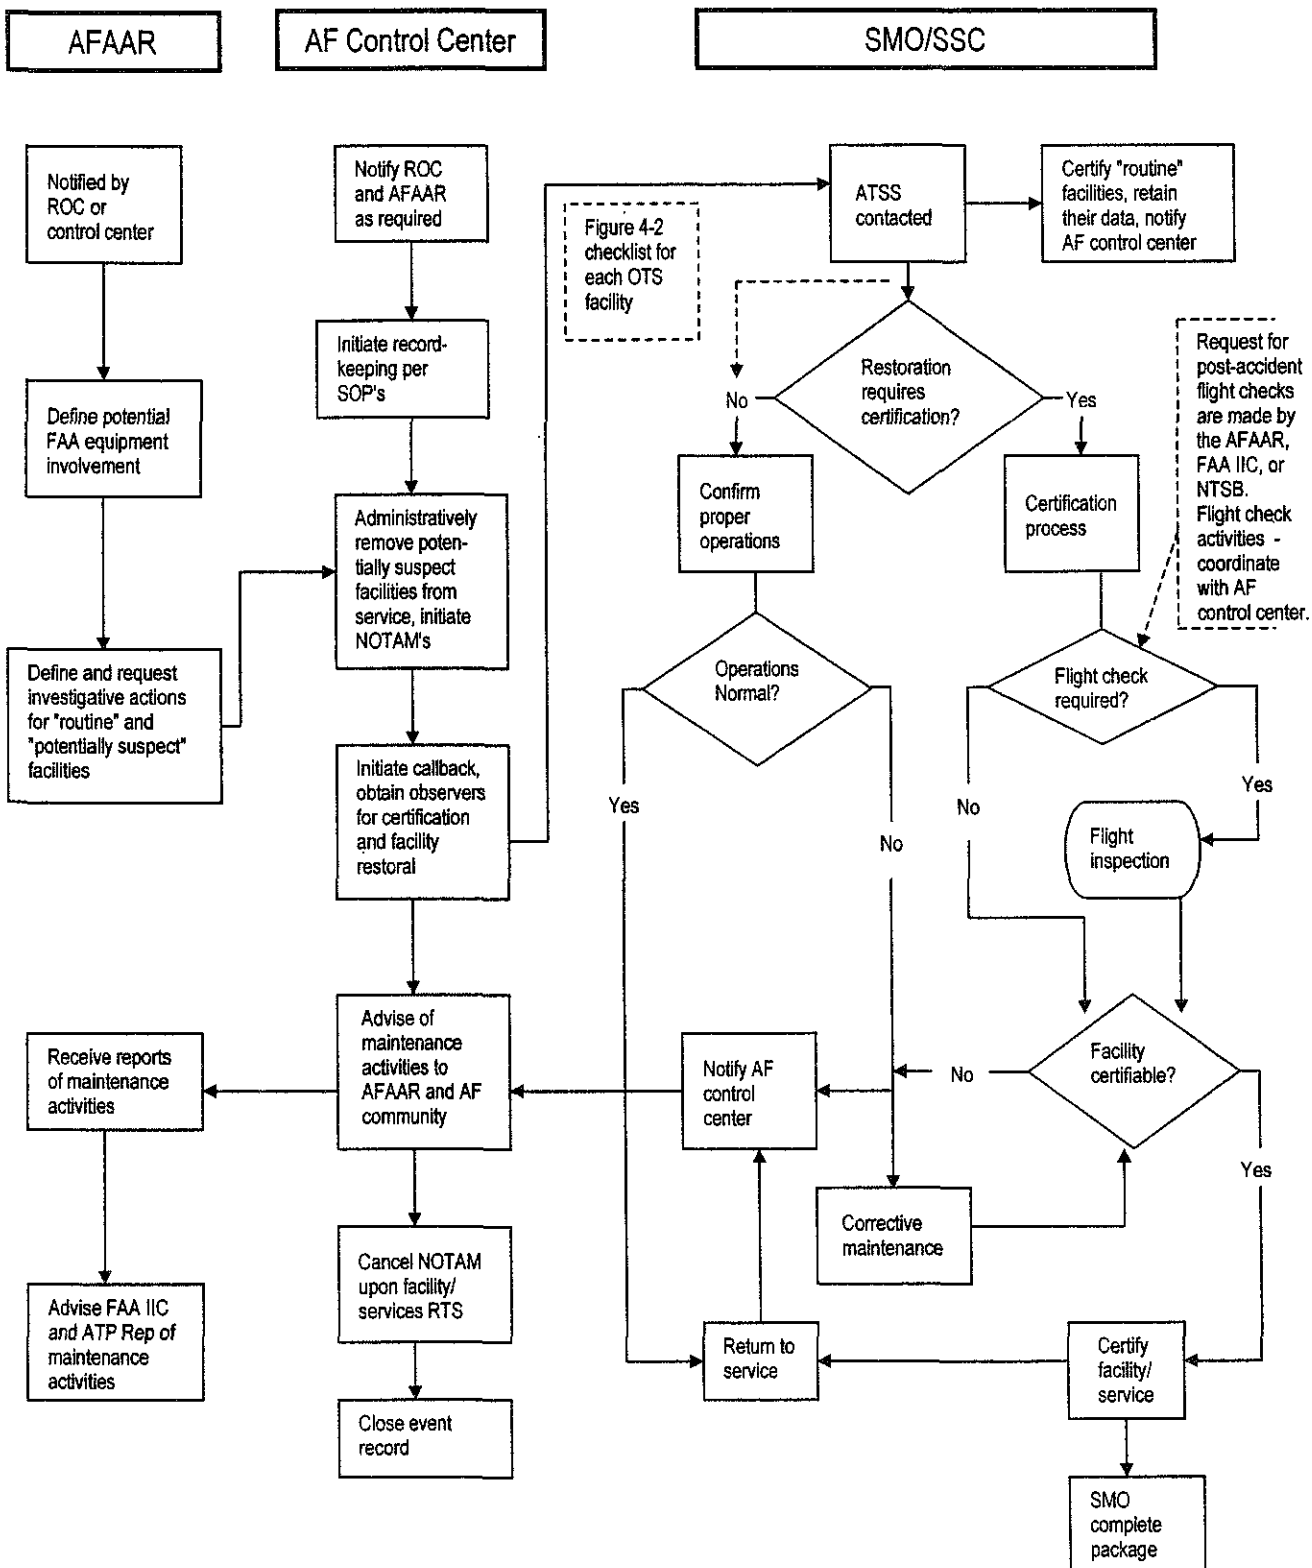 AFAAR
AF Control Center
SMO/SSC
Notified by
ROC or
control center
Define potential
FAA equipment
involvement
Define and request
investigative actions
for "routine" and
"potentially suspect"
facilities
Receive reports
of maintenance
activities
Advise FAA IIC
and ATP Rep of
maintenance
activities
Notify ROC
and AFAAR
as required
Initiate record-
keeping per
SOP's
Administratively
remove poten-
tially suspect
facilities from
service, initiate
NOTAM's
Initiate callback,
obtain observers
for certification
and facility
restoral
Advise of
maintenance
activities to
AFAAR and AF
community
Cancel NOTAM
upon facility/
services RTS
Close event
record
Figure 4-2
checklist for
each OTS
facility
ATSS
contacted
Certify "routine"
facilities, retain
their data, notify
AF control center
Restoration
requires
certification?
No
Yes
Request for
post-accident
flight checks
are made by
the AFAAR,
FAA IIC, or
NTSB.
Flight check
activities -
coordinate
with AF
control center.
Confirm
proper
operations
Certification
process
Operations
Normal?
Flight check
required?
Yes
No
No
Yes
Flight
inspection
Facility
certifiable?
No
Yes
Notify AF
control
center
Corrective
maintenance
Return to
service
Certify
facility/
service
SMO
complete
package